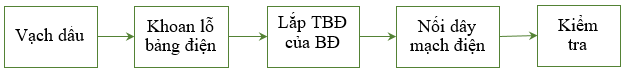 Vạch dấu
Khoan lỗ
bảng điện
Lắp TBĐ
của BĐ
Nối dây
mạch điện
Kiểm
tra